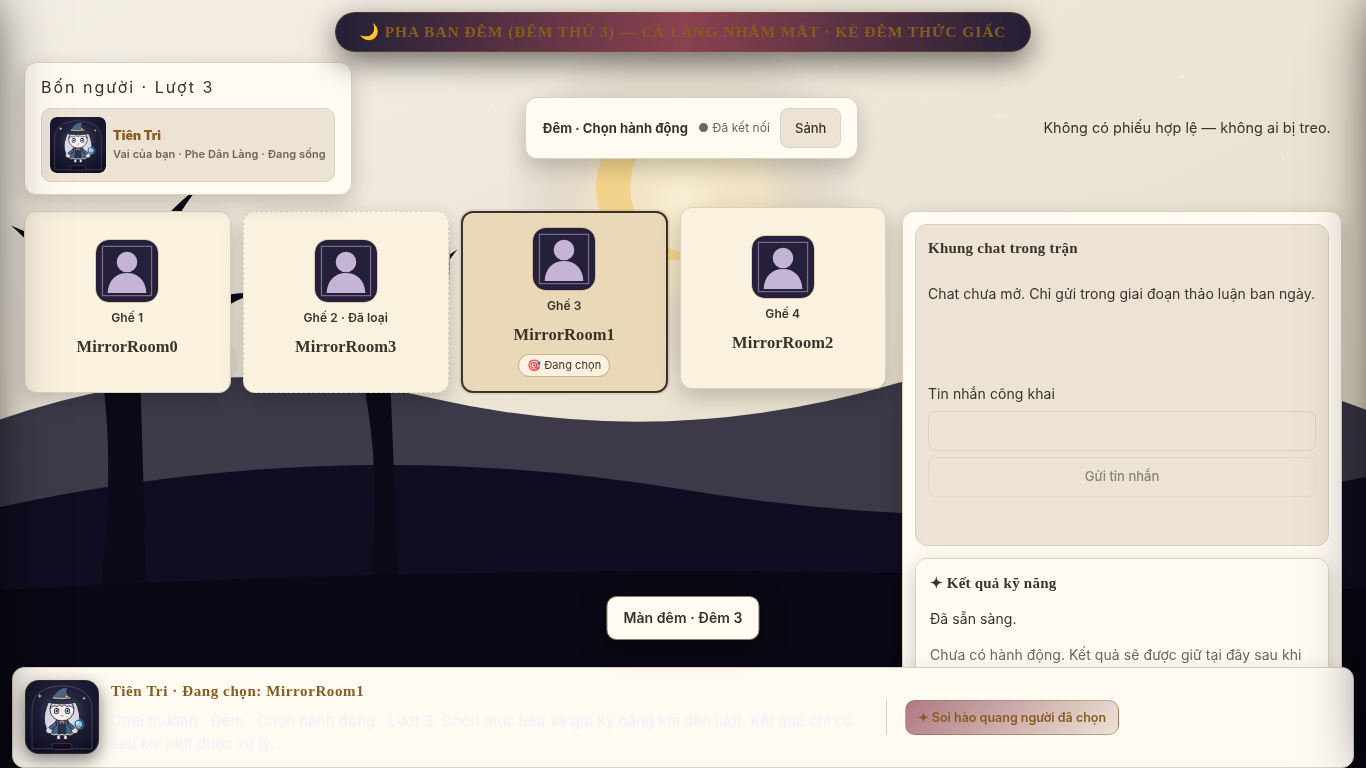 🌙 PHA BAN ĐÊM (ĐÊM THỨ 3) — CẢ LÀNG NHẮM MẮT · KẺ ĐÊM THỨC GIẤC
Bốn người · Lượt 3
Tiên Tri
Vai của bạn · Phe Dân Làng · Đang sống
Đêm · Chọn hành động
Đã kết nối
Sảnh
Không có phiếu hợp lệ — không ai bị treo.
Ghế 1
MirrorRoom0
Ghế 2 · Đã loại
MirrorRoom3
Ghế 3
MirrorRoom1
🎯 Đang chọn
Ghế 4
MirrorRoom2
Khung chat trong trận
Chat chưa mở. Chỉ gửi trong giai đoạn thảo luận ban ngày.
Tin nhắn công khai
Gửi tin nhắn
✦ Kết quả kỹ năng
Đã sẵn sàng.
Chưa có hành động. Kết quả sẽ được giữ tại đây sau khi
Màn đêm · Đêm 3
Tiên Tri · Đang chọn: MirrorRoom1
Chơi thường · Đêm · Chọn hành động · Lượt 3. Chọn mục tiêu và gửi kỹ năng khi đến lượt. Kết quả chỉ có
sau khi lượt được xử lý.
✦ Soi hào quang người đã chọn